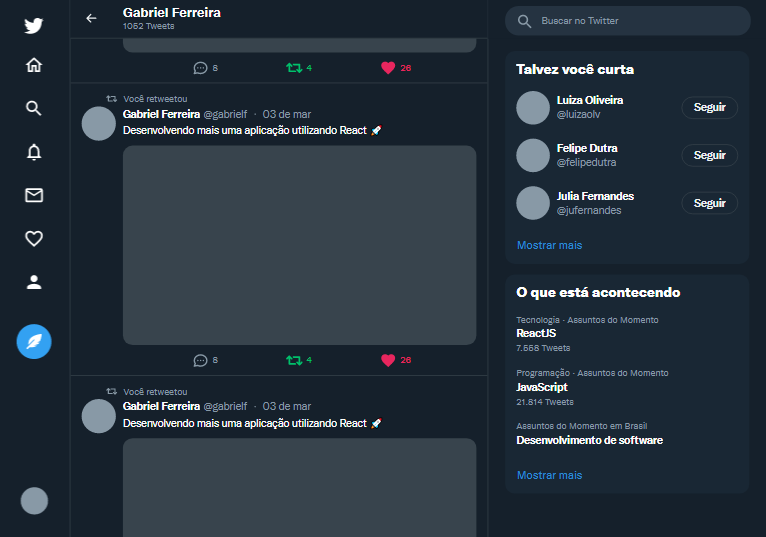 Gabriel Ferreira
1052 Tweets
8
4
26
Você retweetou
Gabriel Ferreira @gabrielf · 03 de mar
Desenvolvendo mais uma aplicação utilizando React 🚀
8
4
26
Você retweetou
Gabriel Ferreira @gabrielf · 03 de mar
Desenvolvendo mais uma aplicação utilizando React 🚀
Buscar no Twitter
Talvez você curta
Luiza Oliveira
@luizaolv
Seguir
Felipe Dutra
@felipedutra
Seguir
Julia Fernandes
@jufernandes
Seguir
Mostrar mais
O que está acontecendo
Tecnologia - Assuntos do Momento
ReactJS
7.568 Tweets
Programação - Assuntos do Momento
JavaScript
21.814 Tweets
Assuntos do Momento em Brasil
Desenvolvimento de software
Mostrar mais